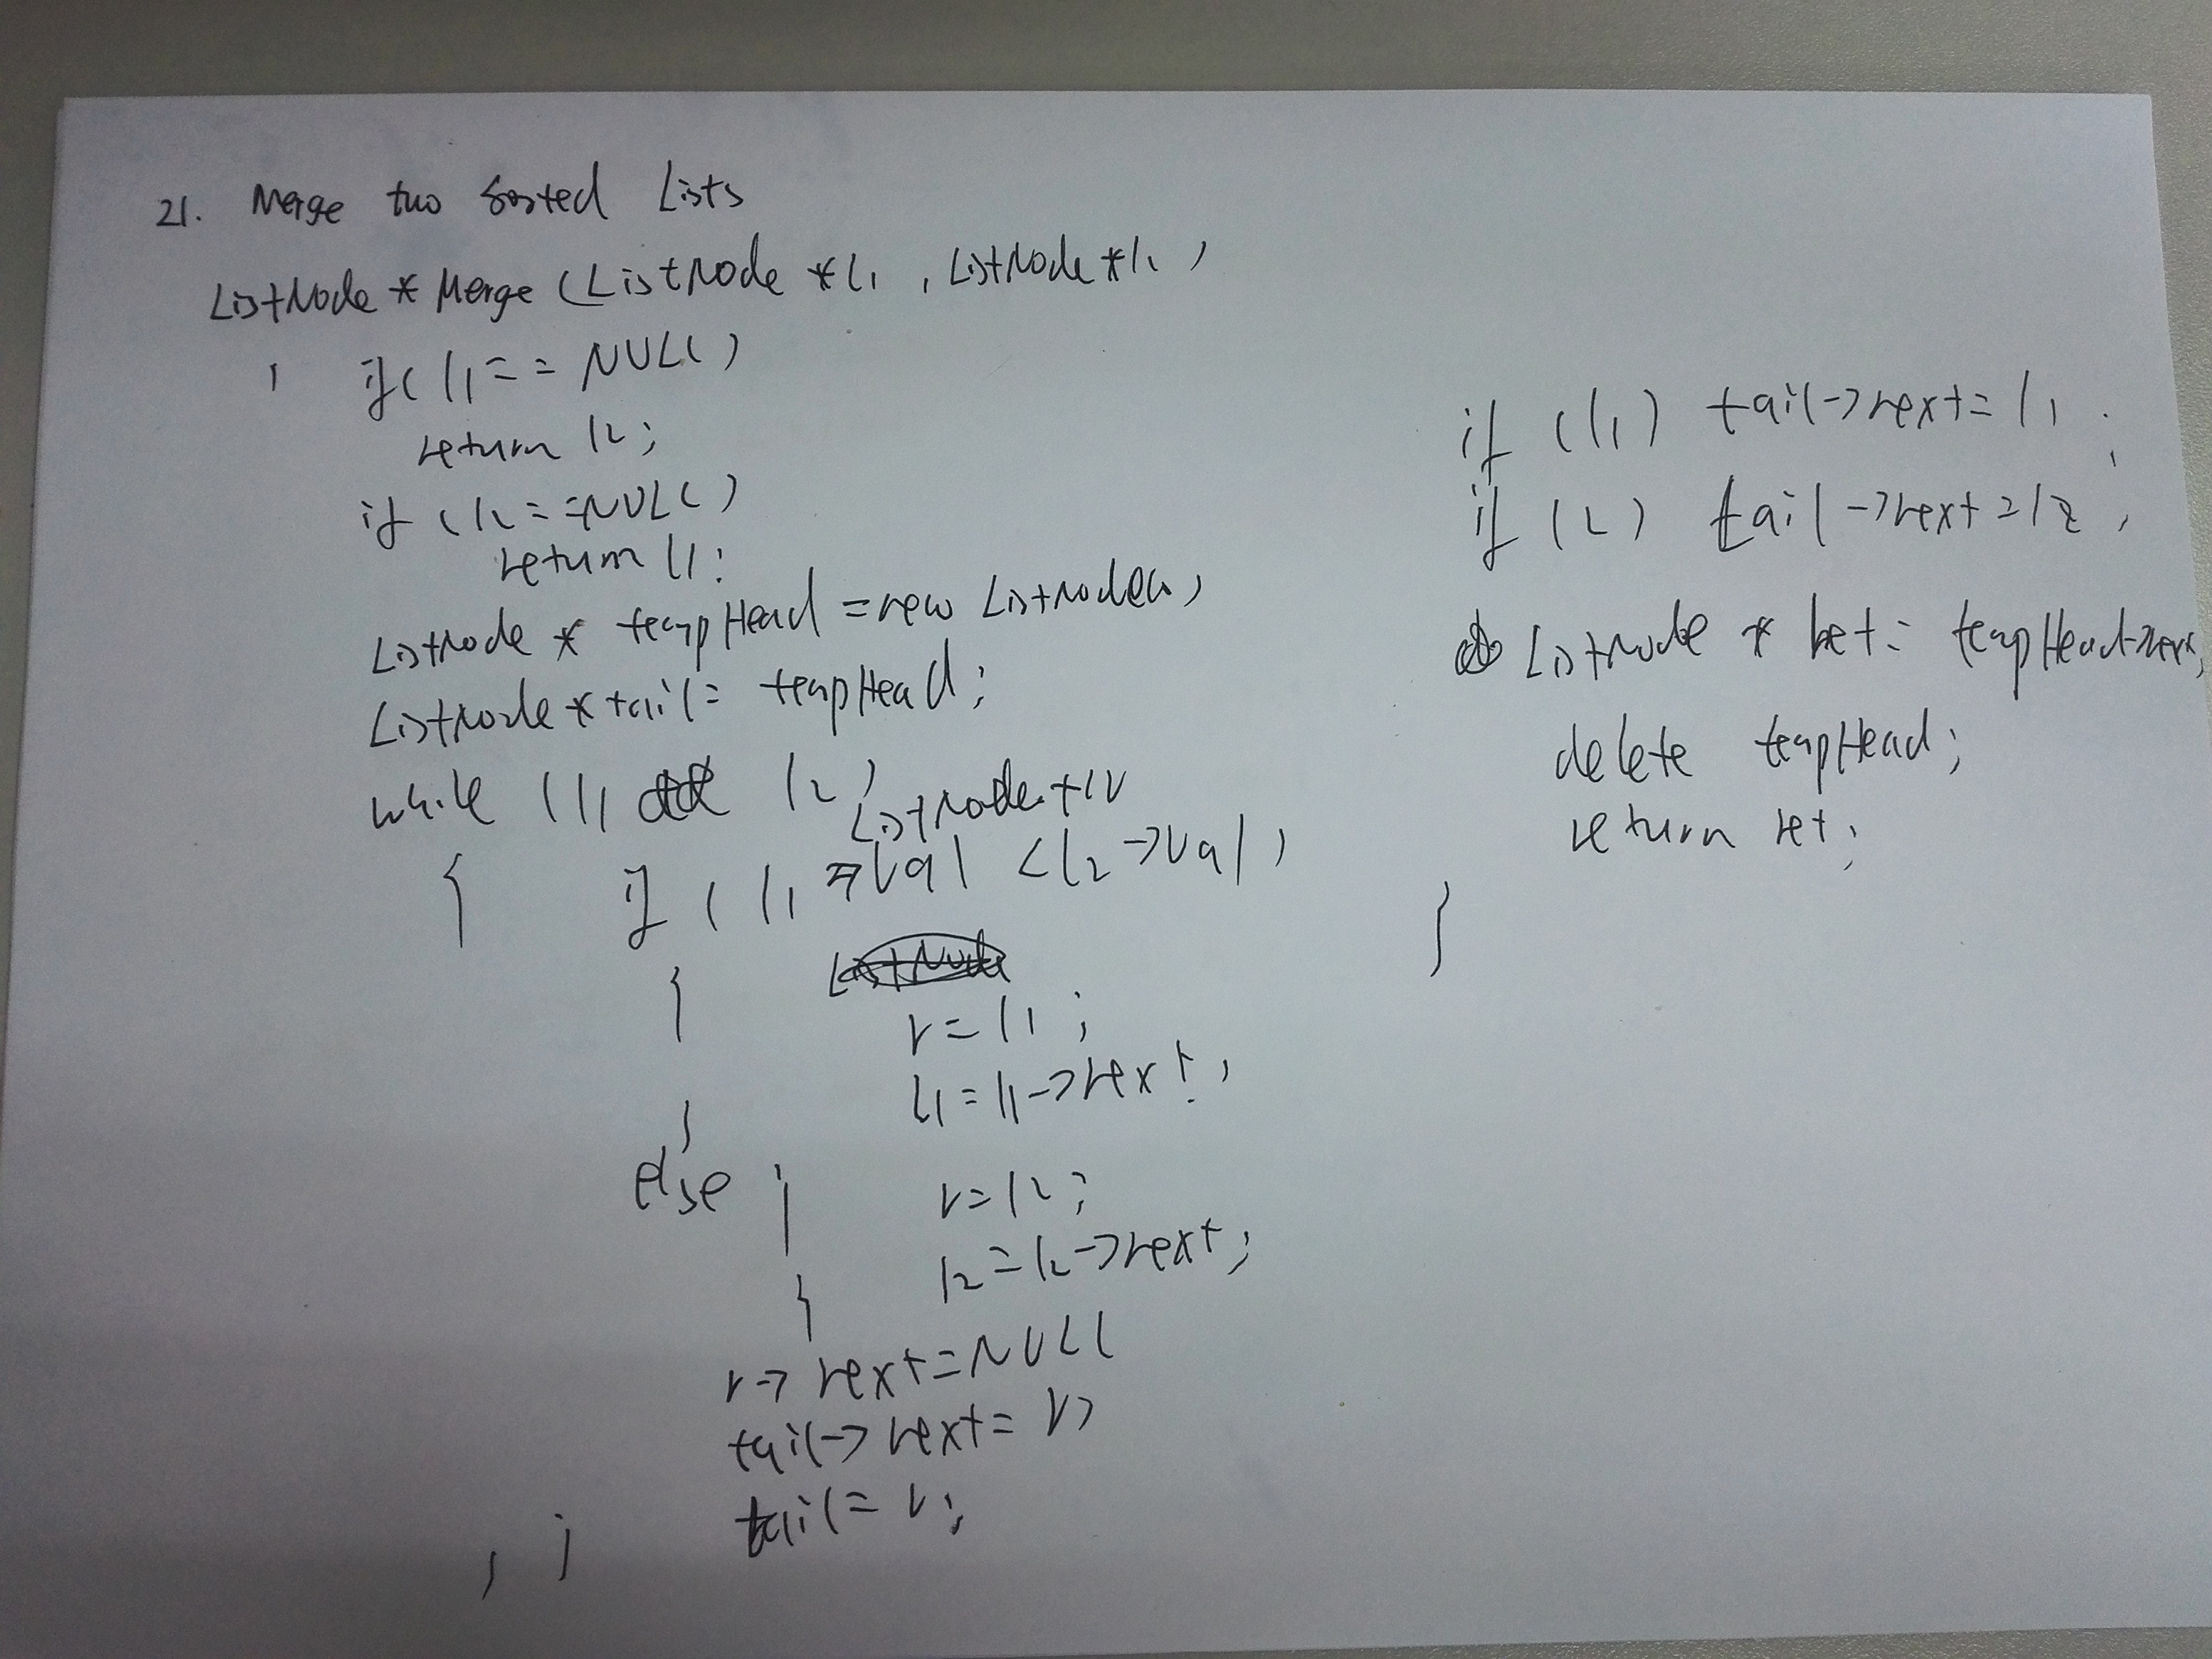 21. Merge two Sorted Lists
ListNode * Merge (ListNode *l1 , ListNode *l2 )
{ if( l1 == NULL )
return l2;
if ( l2 == NULL )
return l1;
ListNode * tempHead = new ListNode
ListNode * tail = tempHead;
while ( l1 && l2 )
ListNode
{ if ( l1 ->val < l2 ->val )
{
r = l1 ;
l1 = l1 -> next ;
}
else { r = l2 ;
l2 = l2 -> next ;
}
r -> next = NULL
tail -> next = r ;
tail = r ;
} }
if (l1) tail -> next = l1 ;
if (l2) tail -> next = l2 ;
ListNode * ret = tempHead->next ;
delete tempHead ;
return ret ;
}